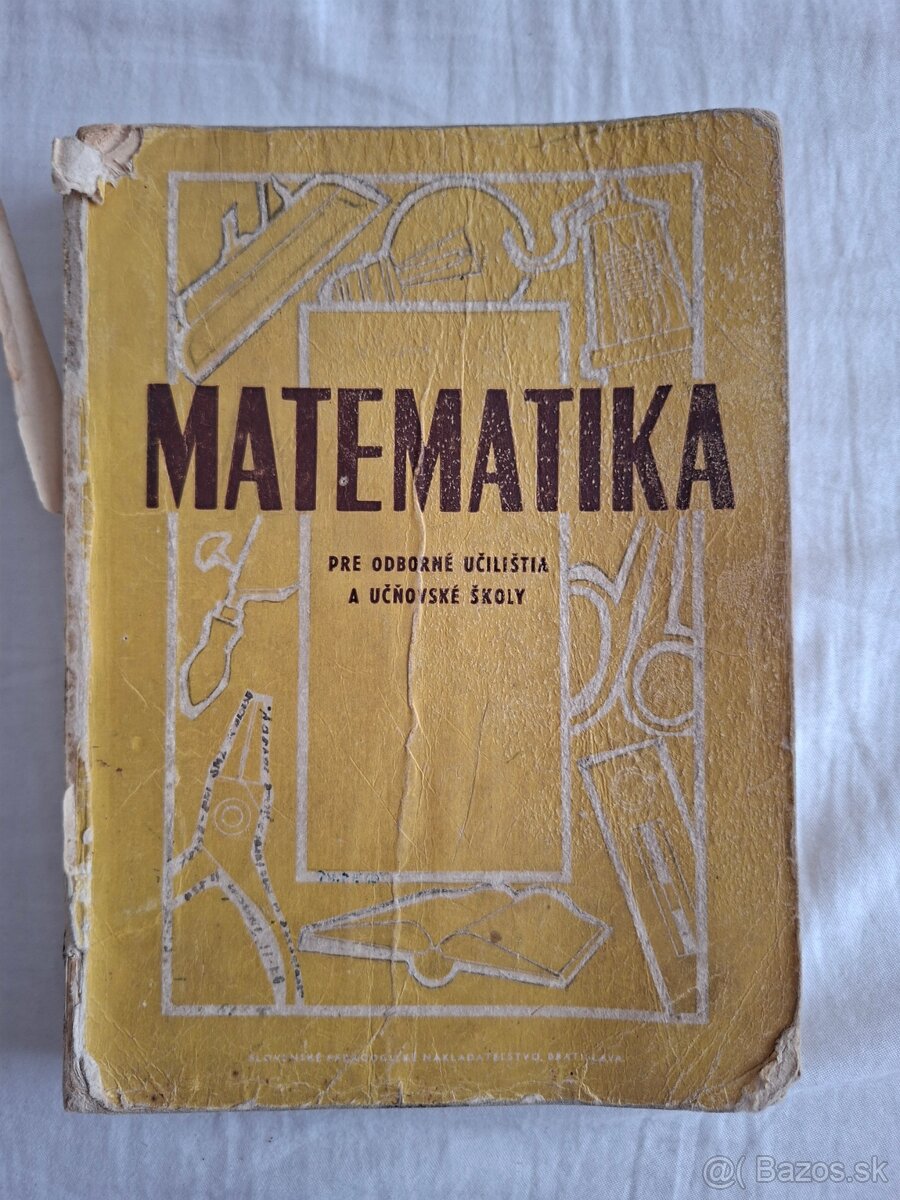 MATEMATIKA
PRE ODBORNÉ UČILIŠTIA
A UČŇOVSKÉ ŠKOLY
SLOVENSKÉ PEDAGOGICKÉ NAKLADATEĽSTVO, BRATISLAVA
@( Bazos.sk